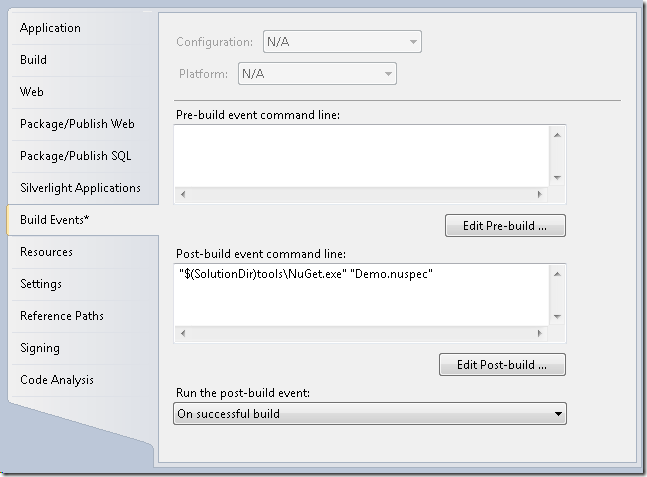 Application
Build
Web
Package/Publish Web
Package/Publish SQL
Silverlight Applications
Build Events*
Resources
Settings
Reference Paths
Signing
Code Analysis
Configuration: N/A
Platform: N/A
Pre-build event command line:
Edit Pre-build ...
Post-build event command line:
"$(SolutionDir)tools\NuGet.exe" "Demo.nuspec"
Edit Post-build ...
Run the post-build event:
On successful build